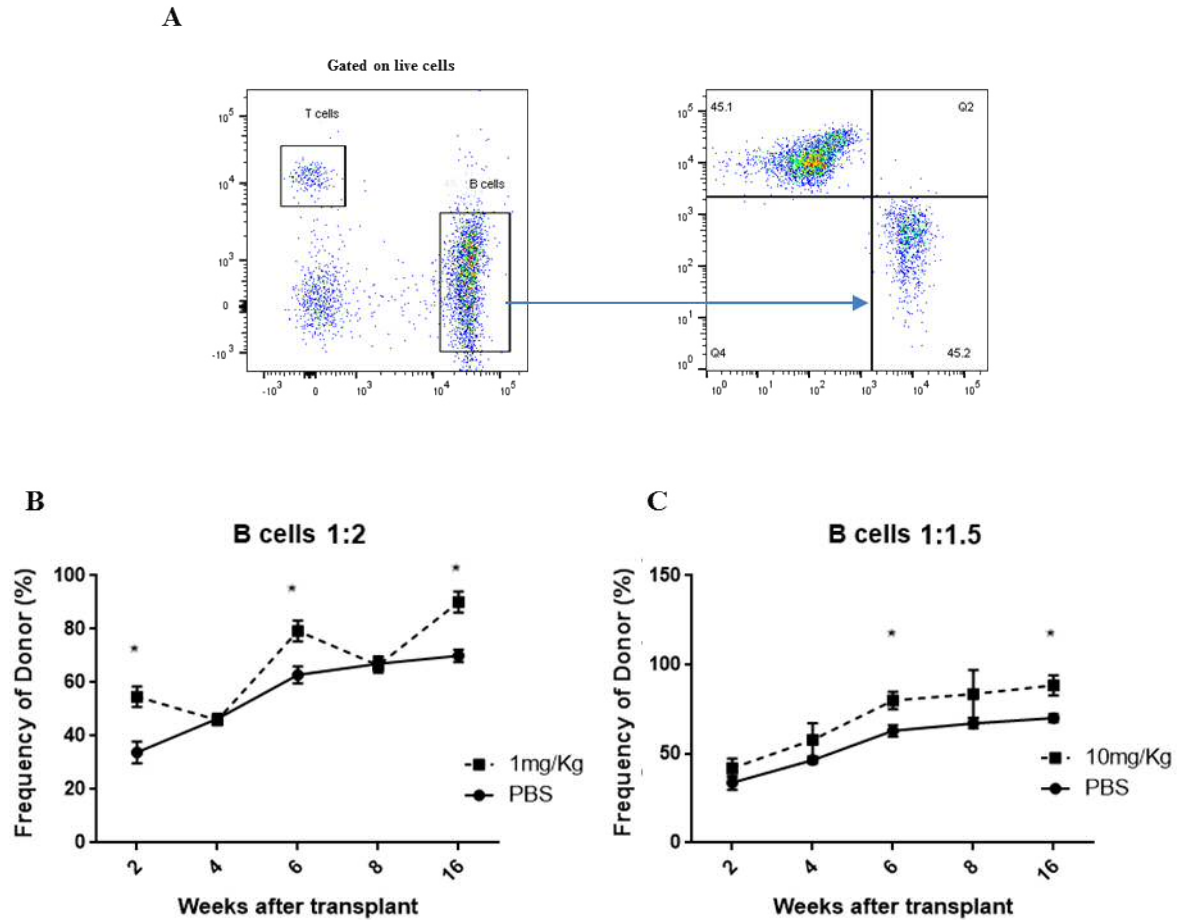 A
Gated on live cells
T cells
B cells
10^5
10^4
10^3
0
-10^3
-10^3
0
10^3
10^4
10^5
45.1
Q2
Q4
45.2
10^5
10^4
10^3
10^2
10^1
10^0
10^0
10^1
10^2
10^3
10^4
10^5
B
B cells 1:2
Frequency of Donor (%)
100
80
60
40
20
0
*
*
*
1mg/Kg
PBS
2
4
6
8
16
Weeks after transplant
C
B cells 1:1.5
Frequency of Donor (%)
150
100
50
0
*
*
10mg/Kg
PBS
2
4
6
8
16
Weeks after transplant